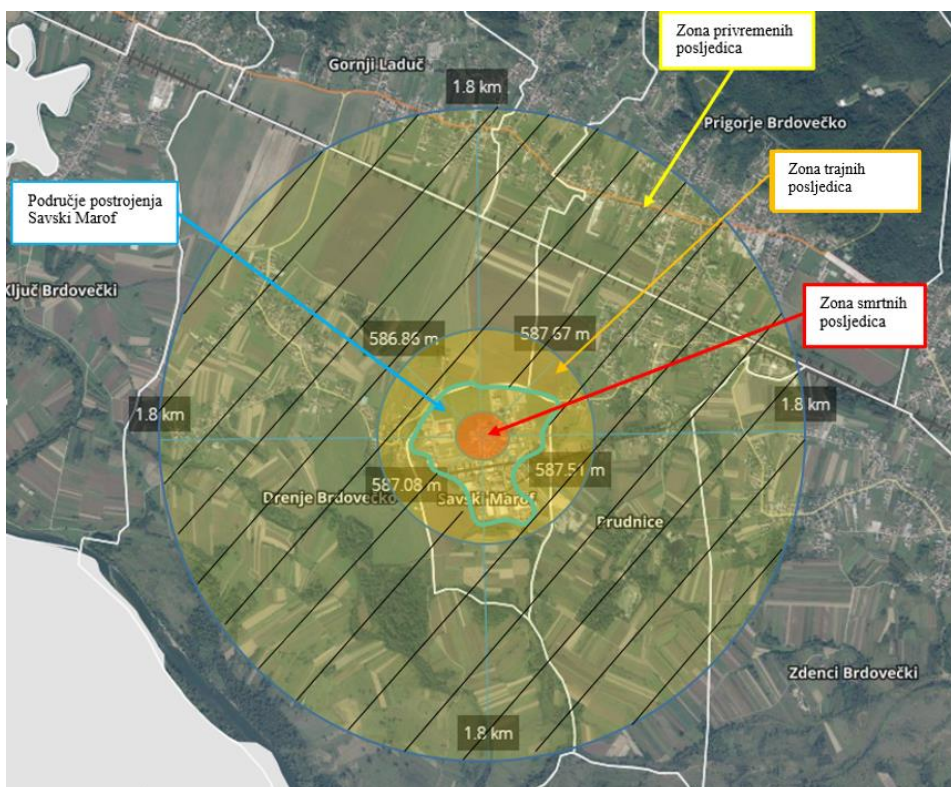 Zona privremenih
posljedica
Gornji Laduč
1.8 km
Prigorje Brdovečko
Zona trajnih
posljedica
Područje postrojenja
Savski Marof
Ključ Brdovečki
Zona smrtnih
posljedica
586.86 m
587.67 m
1.8 km
1.8 km
587.08 m
587.51 m
Drenje Brdovečko
Savski Marof
Prudnice
Zdenci Brdovečki
1.8 km